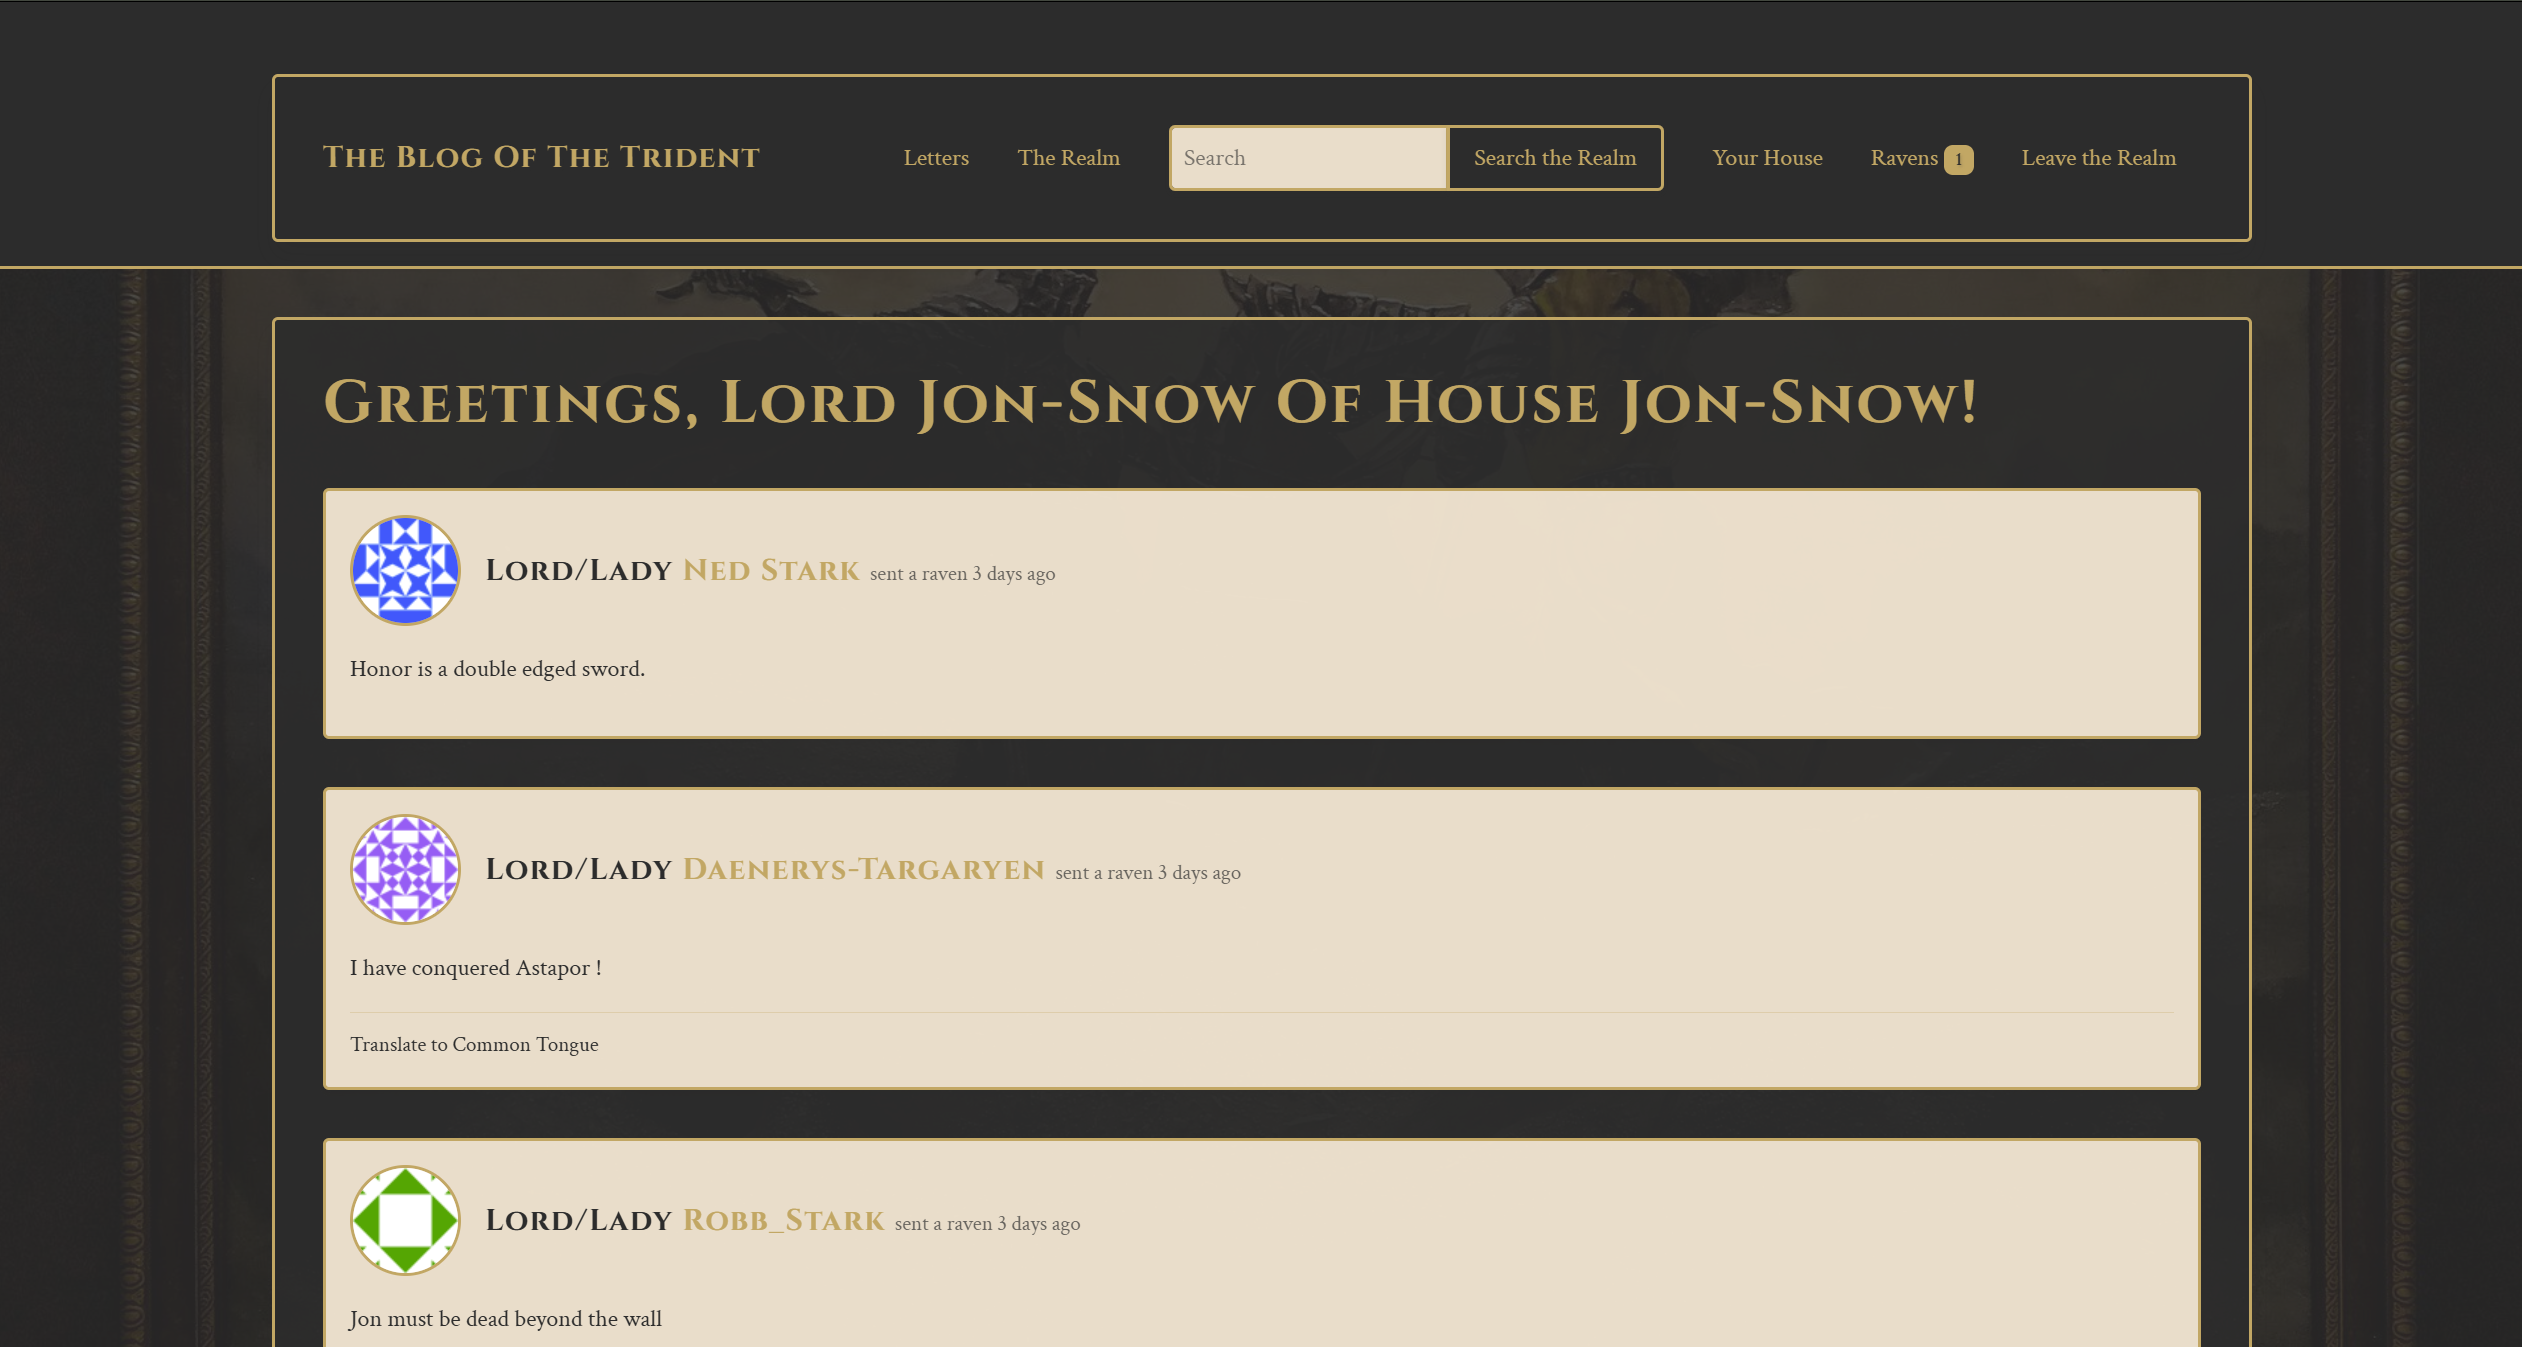 The Blog Of The Trident
Letters
The Realm
Search
Search the Realm
Your House
Ravens 1
Leave the Realm
Greetings, Lord Jon-Snow Of House Jon-Snow!
Lord/Lady Ned Stark sent a raven 3 days ago
Honor is a double edged sword.
Lord/Lady Daenerys-Targaryen sent a raven 3 days ago
I have conquered Astapor !
Translate to Common Tongue
Lord/Lady Robb_Stark sent a raven 3 days ago
Jon must be dead beyond the wall